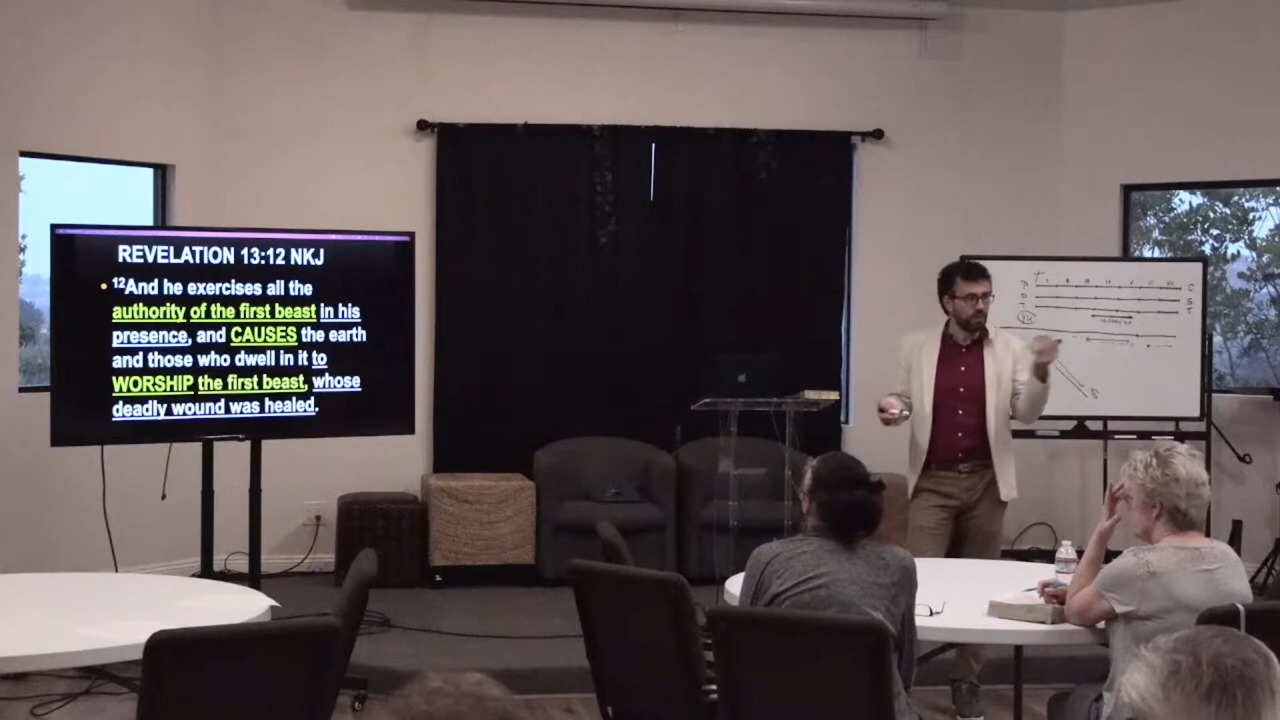 REVELATION 13:12 NKJ
• ¹²And he exercises all the
authority of the first beast in his
presence, and CAUSES the earth
and those who dwell in it to
WORSHIP the first beast, whose
deadly wound was healed.